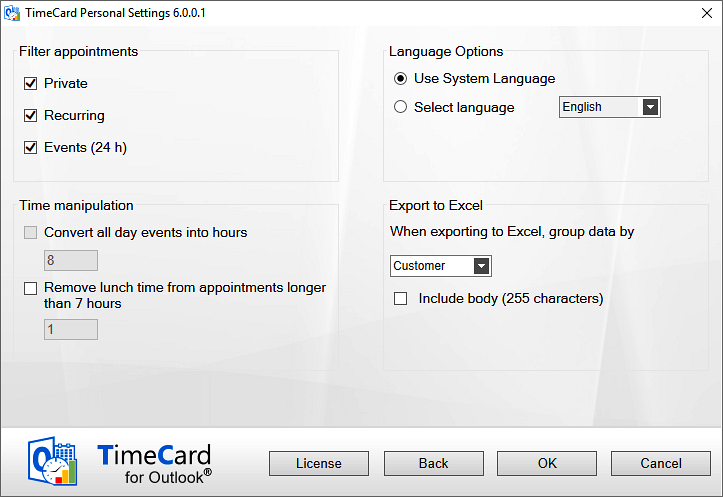 TimeCard Personal Settings 6.0.0.1
Filter appointments
Private
Recurring
Events (24 h)
Time manipulation
Convert all day events into hours
8
Remove lunch time from appointments longer
than 7 hours
1
Language Options
Use System Language
Select language English
Export to Excel
When exporting to Excel, group data by
Customer
Include body (255 characters)
TimeCard
for Outlook®
License Back OK Cancel